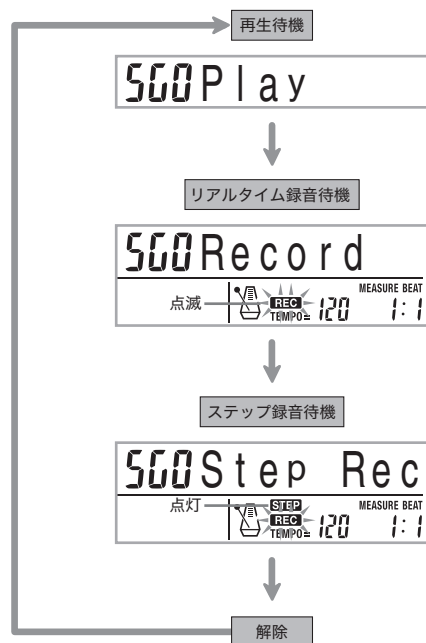 再生待機
SG0Play
リアルタイム録音待機
SG0Record
点滅
REC
TEMPO= 120
MEASURE BEAT
1:1
ステップ録音待機
SG0Step Rec
点灯
STEP
REC
TEMPO= 120
MEASURE BEAT
1:1
解除